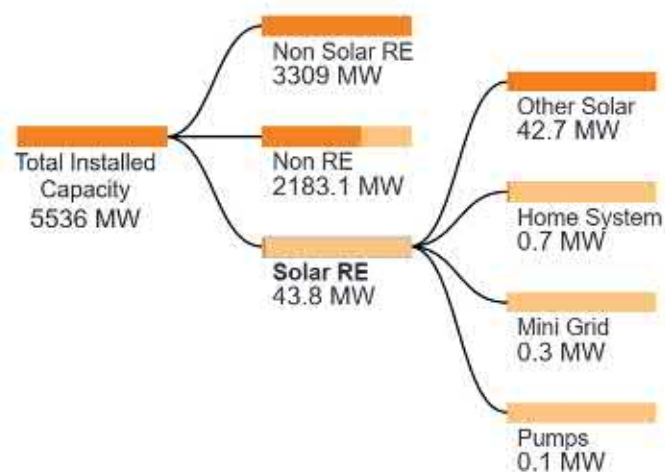 Total Installed
Capacity
5536 MW
Non Solar RE
3309 MW
Non RE
2183.1 MW
Solar RE
43.8 MW
Other Solar
42.7 MW
Home System
0.7 MW
Mini Grid
0.3 MW
Pumps
0.1 MW